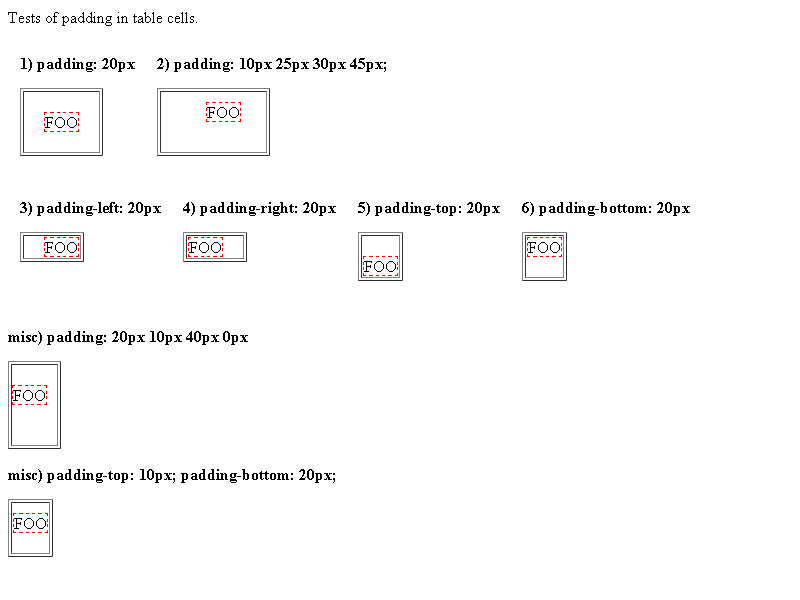 Tests of padding in table cells.
1) padding: 20px 2) padding: 10px 25px 30px 45px;
FOO FOO
3) padding-left: 20px 4) padding-right: 20px 5) padding-top: 20px 6) padding-bottom: 20px
FOO FOO FOO FOO
misc) padding: 20px 10px 40px 0px
FOO
misc) padding-top: 10px; padding-bottom: 20px;
FOO